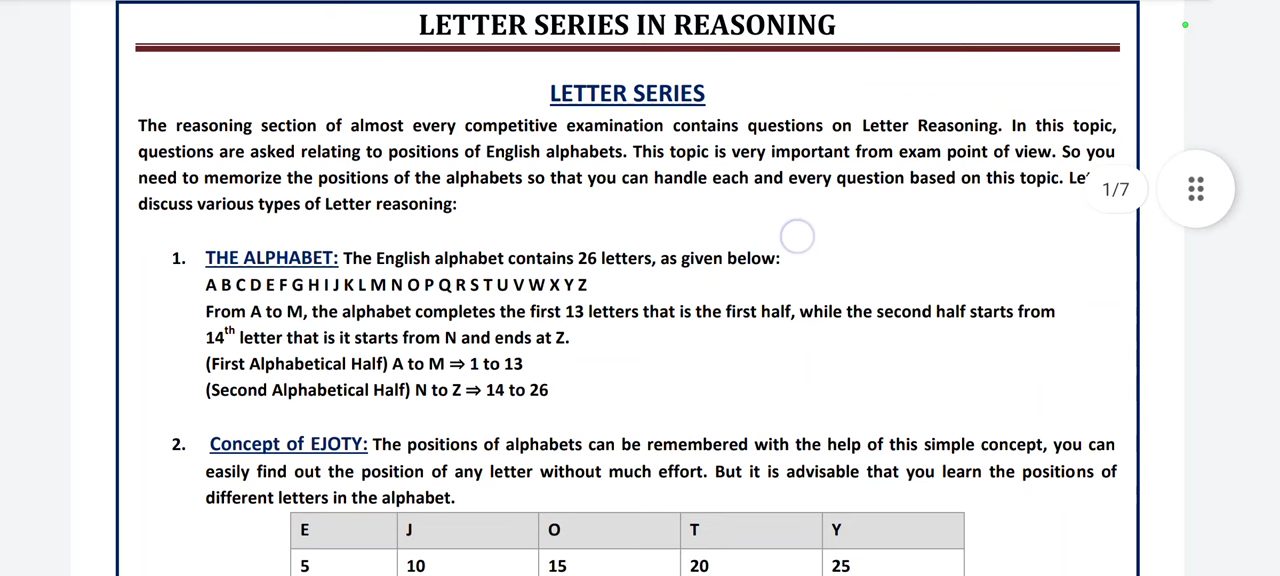 LETTER SERIES IN REASONING
LETTER SERIES
The reasoning section of almost every competitive examination contains questions on Letter Reasoning. In this topic,
questions are asked relating to positions of English alphabets. This topic is very important from exam point of view. So you
need to memorize the positions of the alphabets so that you can handle each and every question based on this topic.
1/7
discuss various types of Letter reasoning:
1. THE ALPHABET: The English alphabet contains 26 letters, as given below:
A B C D E F G H I J K L M N O P Q R S T U V W X Y Z
From A to M, the alphabet completes the first 13 letters that is the first half, while the second half starts from
14th letter that is it starts from N and ends at Z.
(First Alphabetical Half) A to M ⇒ 1 to 13
(Second Alphabetical Half) N to Z ⇒ 14 to 26
2. Concept of EJOTY: The positions of alphabets can be remembered with the help of this simple concept, you can
easily find out the position of any letter without much effort. But it is advisable that you learn the positions of
different letters in the alphabet.
E J O T Y
5 10 15 20 25